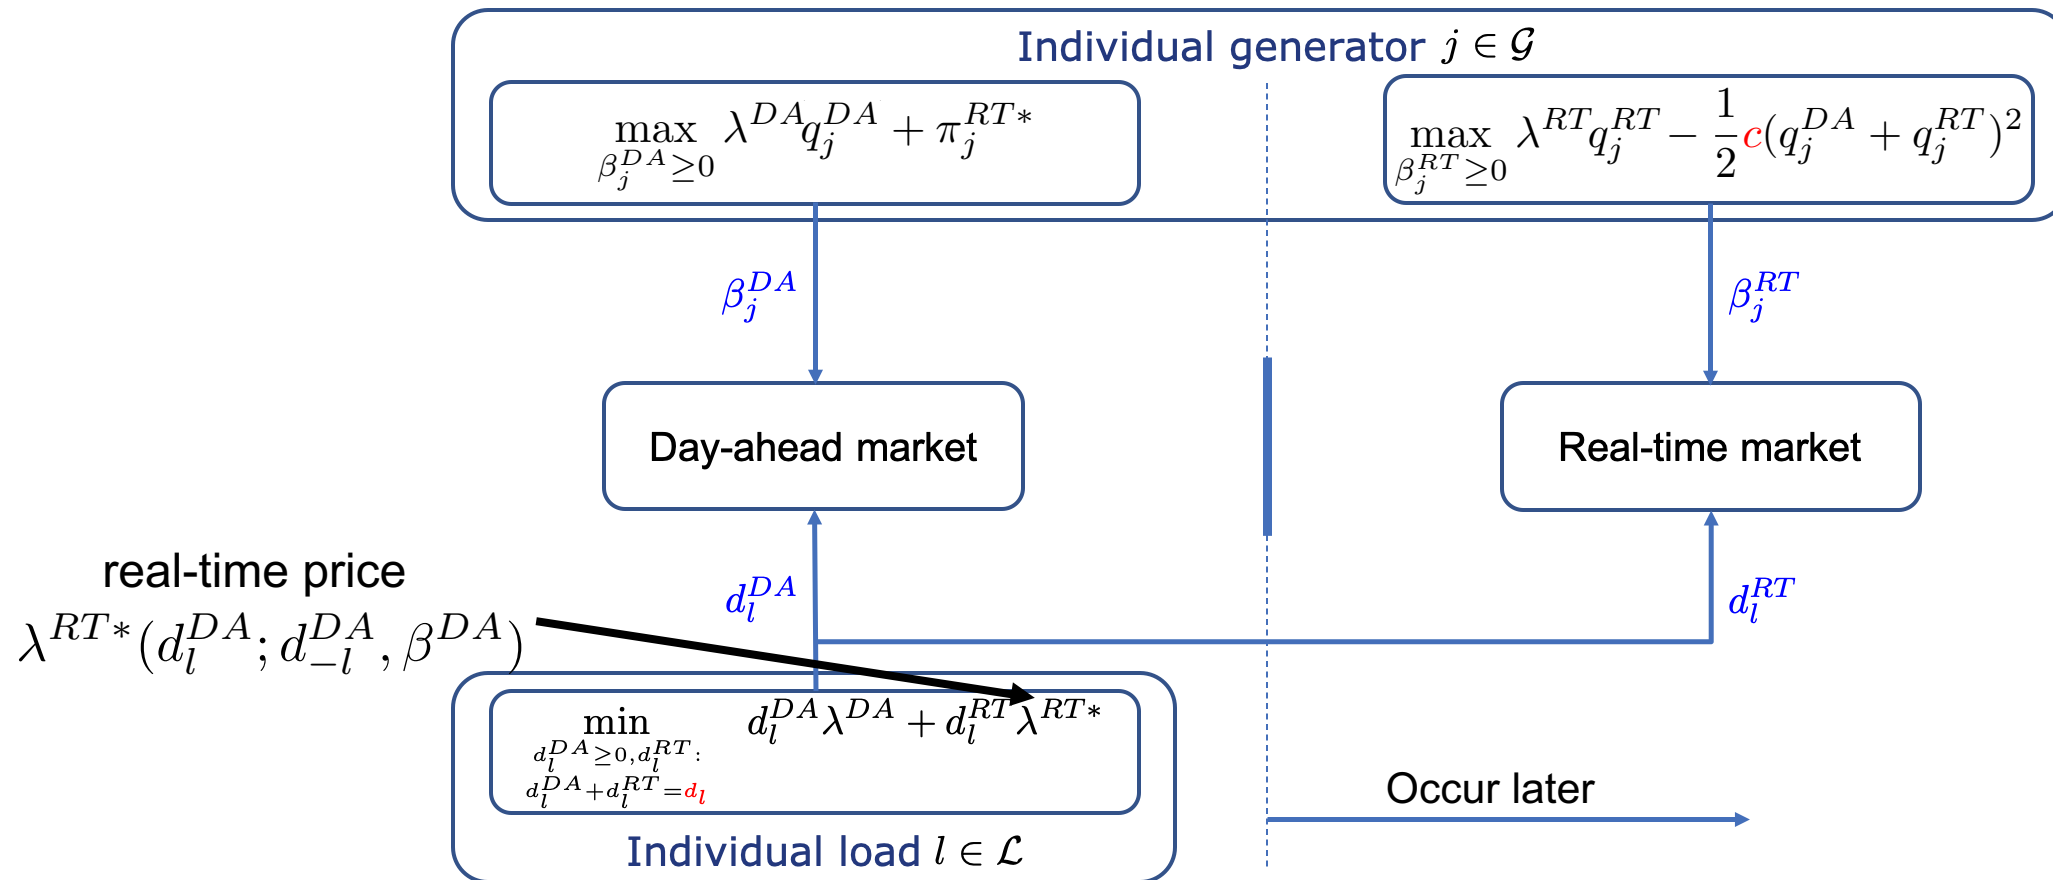 Individual generator j ∈ 𝒢
max_{β_j^{DA} ≥ 0} λ^{DA} q_j^{DA} + π_j^{RT*}
max_{β_j^{RT} ≥ 0} λ^{RT} q_j^{RT} − \frac{1}{2} c(q_j^{DA} + q_j^{RT})^2
β_j^{DA}
β_j^{RT}
Day-ahead market
Real-time market
real-time price
λ^{RT*}(d_l^{DA}; d_{-l}^{DA}, β^{DA})
d_l^{DA}
d_l^{RT}
min_{d_l^{DA} ≥ 0, d_l^{RT}: d_l^{DA} + d_l^{RT} = d_l} d_l^{DA} λ^{DA} + d_l^{RT} λ^{RT*}
Occur later
Individual load l ∈ ℒ